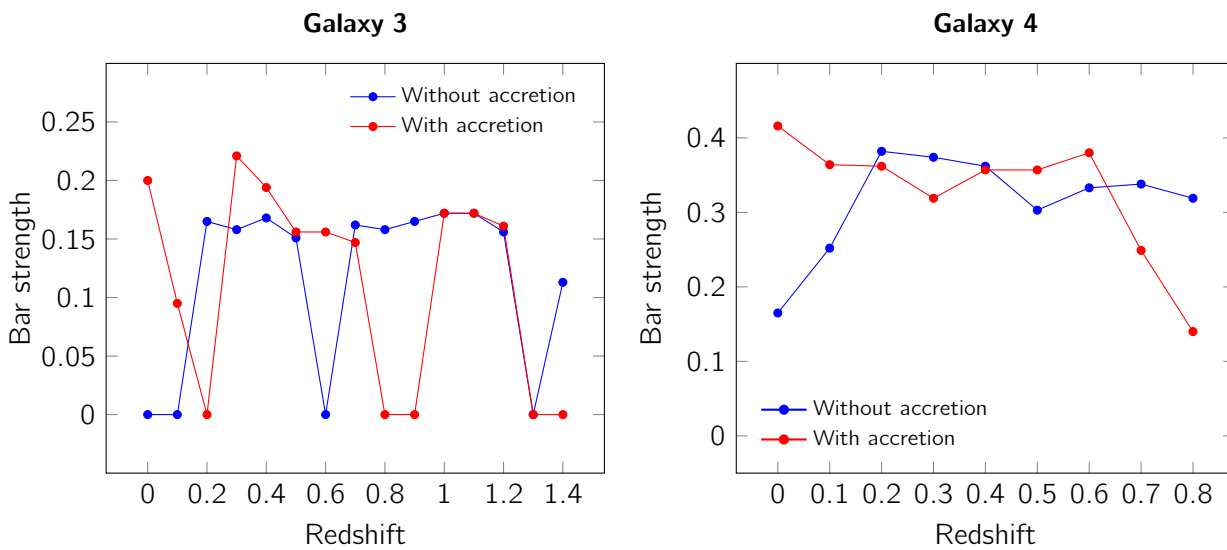 Galaxy 3
Without accretion
With accretion
Bar strength
0.25
0.2
0.15
0.1
0.05
0
0 0.2 0.4 0.6 0.8 1 1.2 1.4
Redshift
Galaxy 4
Bar strength
0.4
0.3
0.2
0.1
0
Without accretion
With accretion
0 0.1 0.2 0.3 0.4 0.5 0.6 0.7 0.8
Redshift